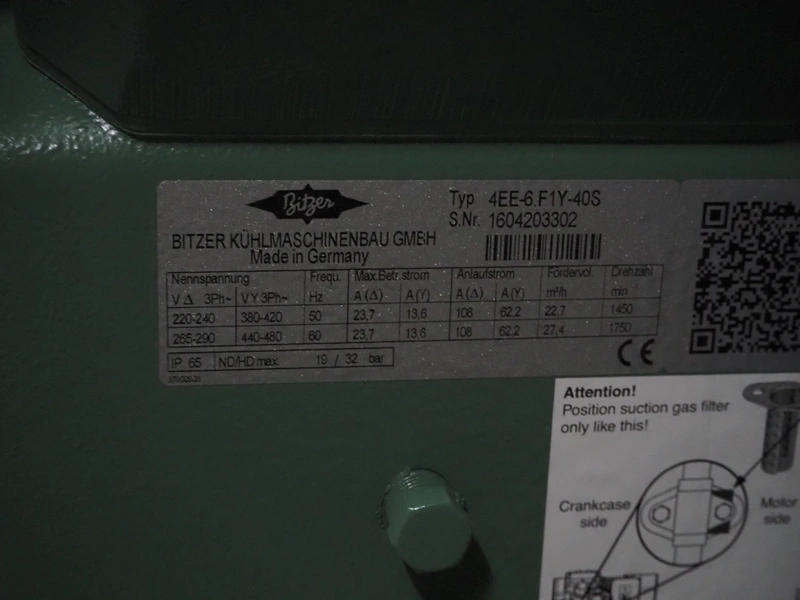 Bitzer
Typ 4EE-6.F1Y-40S
S.Nr. 1604203302
BITZER KÜHLMASCHINENBAU GMBH
Made in Germany
Nennspannung Frequ. Max.Betr.strom Anlaufstrom Fördervol. Drehzahl
V Δ 3Ph~ V Y 3Ph~ Hz A (Δ) A (Y) A (Δ) A (Y) m³/h min
220-240 380-420 50 23,7 13,6 108 62,2 22,7 1450
265-290 440-480 60 23,7 13,6 108 62,2 27,4 1750
IP 65 ND/HD max. 19 / 32 bar
CE
Attention!
Position suction gas filter
only like this!
Crankcase
side
Motor
side